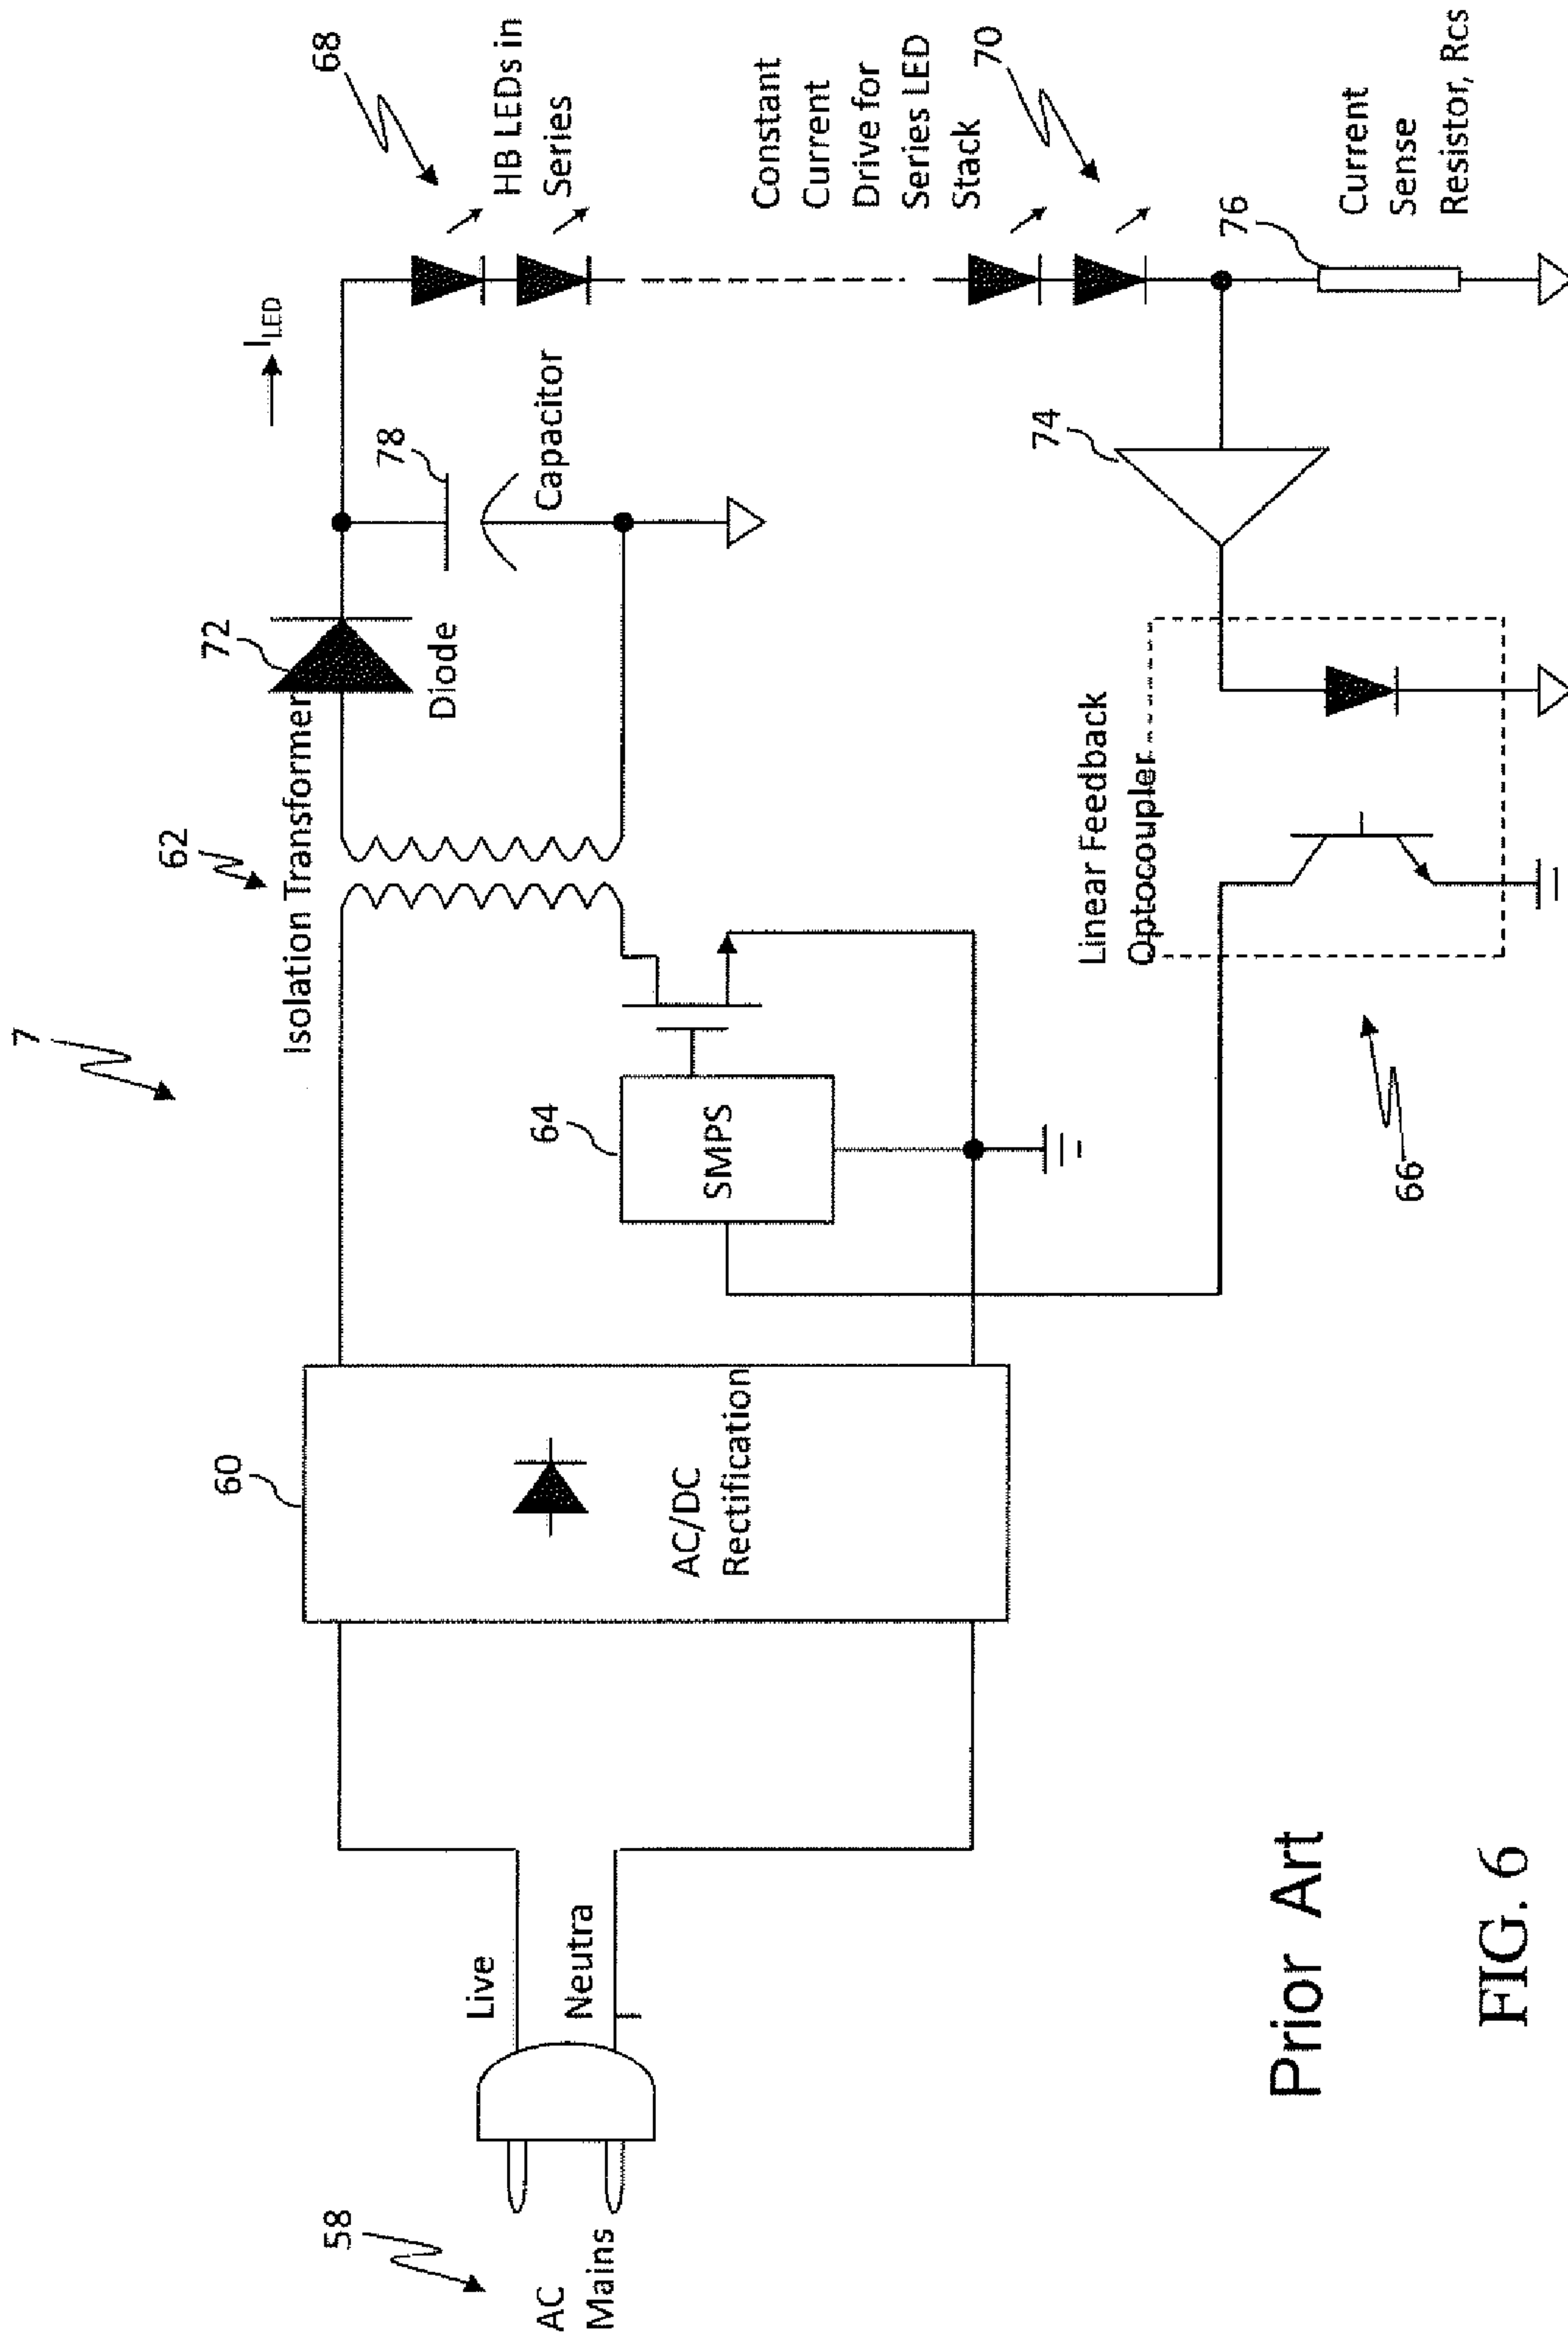 7
62
Isolation Transformer
72
Diode
78
Capacitor
I_LED
68
HB LEDs in
Series
Constant
Current
Drive for
Series LED
Stack
70
76
Current
Sense
Resistor, Rcs
74
Linear Feedback
Optocoupler
66
64
SMPS
60
AC/DC
Rectification
Live
Neutra
l
58
AC
Mains
Prior Art
FIG. 6